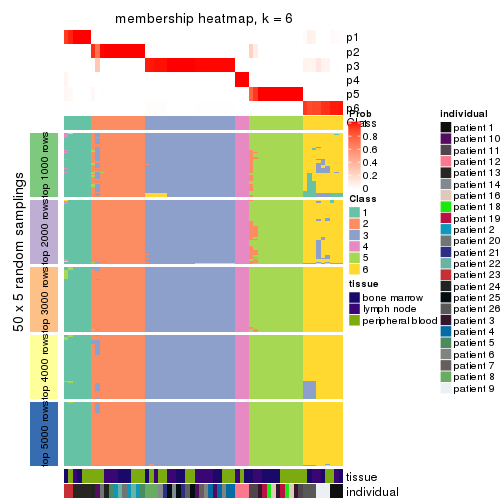 membership heatmap, k = 6
p1
p2
p3
p4
p5
p6
Class
Prob
1
0.8
0.6
0.4
0.2
0
Class
1
2
3
4
5
6
tissue
bone marrow
lymph node
peripheral blood
individual
patient 1
patient 10
patient 11
patient 12
patient 13
patient 14
patient 16
patient 18
patient 19
patient 2
patient 20
patient 21
patient 22
patient 23
patient 24
patient 25
patient 26
patient 3
patient 4
patient 5
patient 6
patient 7
patient 8
patient 9
50 x 5 random samplings
top 1000 rows
top 2000 rows
top 3000 rows
top 4000 rows
top 5000 rows
tissue
individual